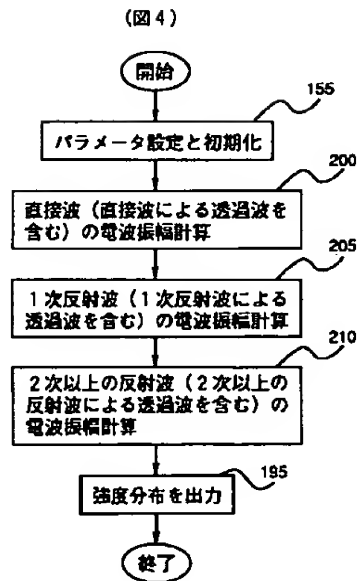 (図4)
開始
155
パラメータ設定と初期化
200
直接波（直接波による透過波を
含む）の電波振幅計算
205
1次反射波（1次反射波による
透過波を含む）の電波振幅計算
210
2次以上の反射波（2次以上の
反射波による透過波を含む）の
電波振幅計算
195
強度分布を出力
終了